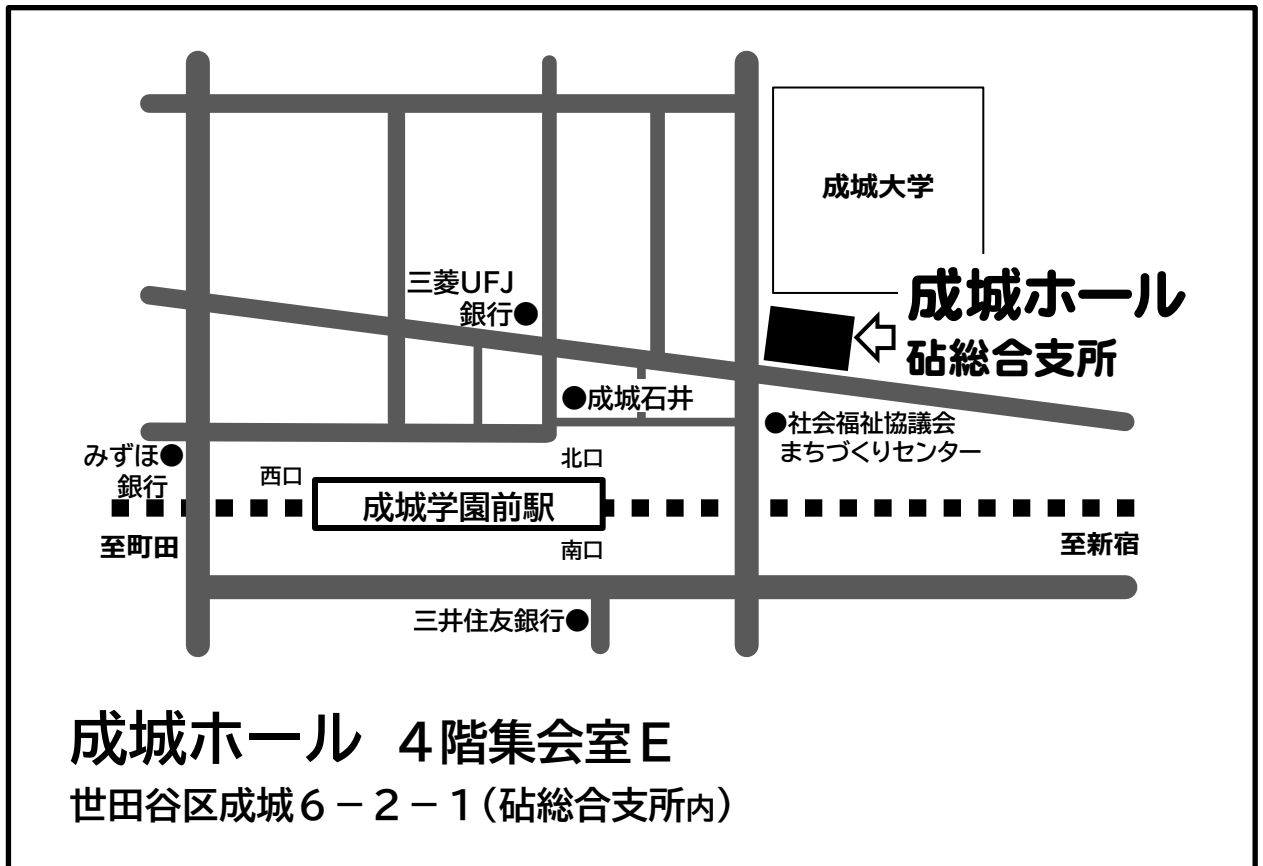 成城大学
三菱UFJ
銀行●
成城ホール
砧総合支所
●成城石井
●社会福祉協議会
まちづくりセンター
みずほ●
銀行
西口
北口
成城学園前駅
至町田
南口
至新宿
三井住友銀行●
成城ホール ４階集会室Ｅ
世田谷区成城６－２－１（砧総合支所内）